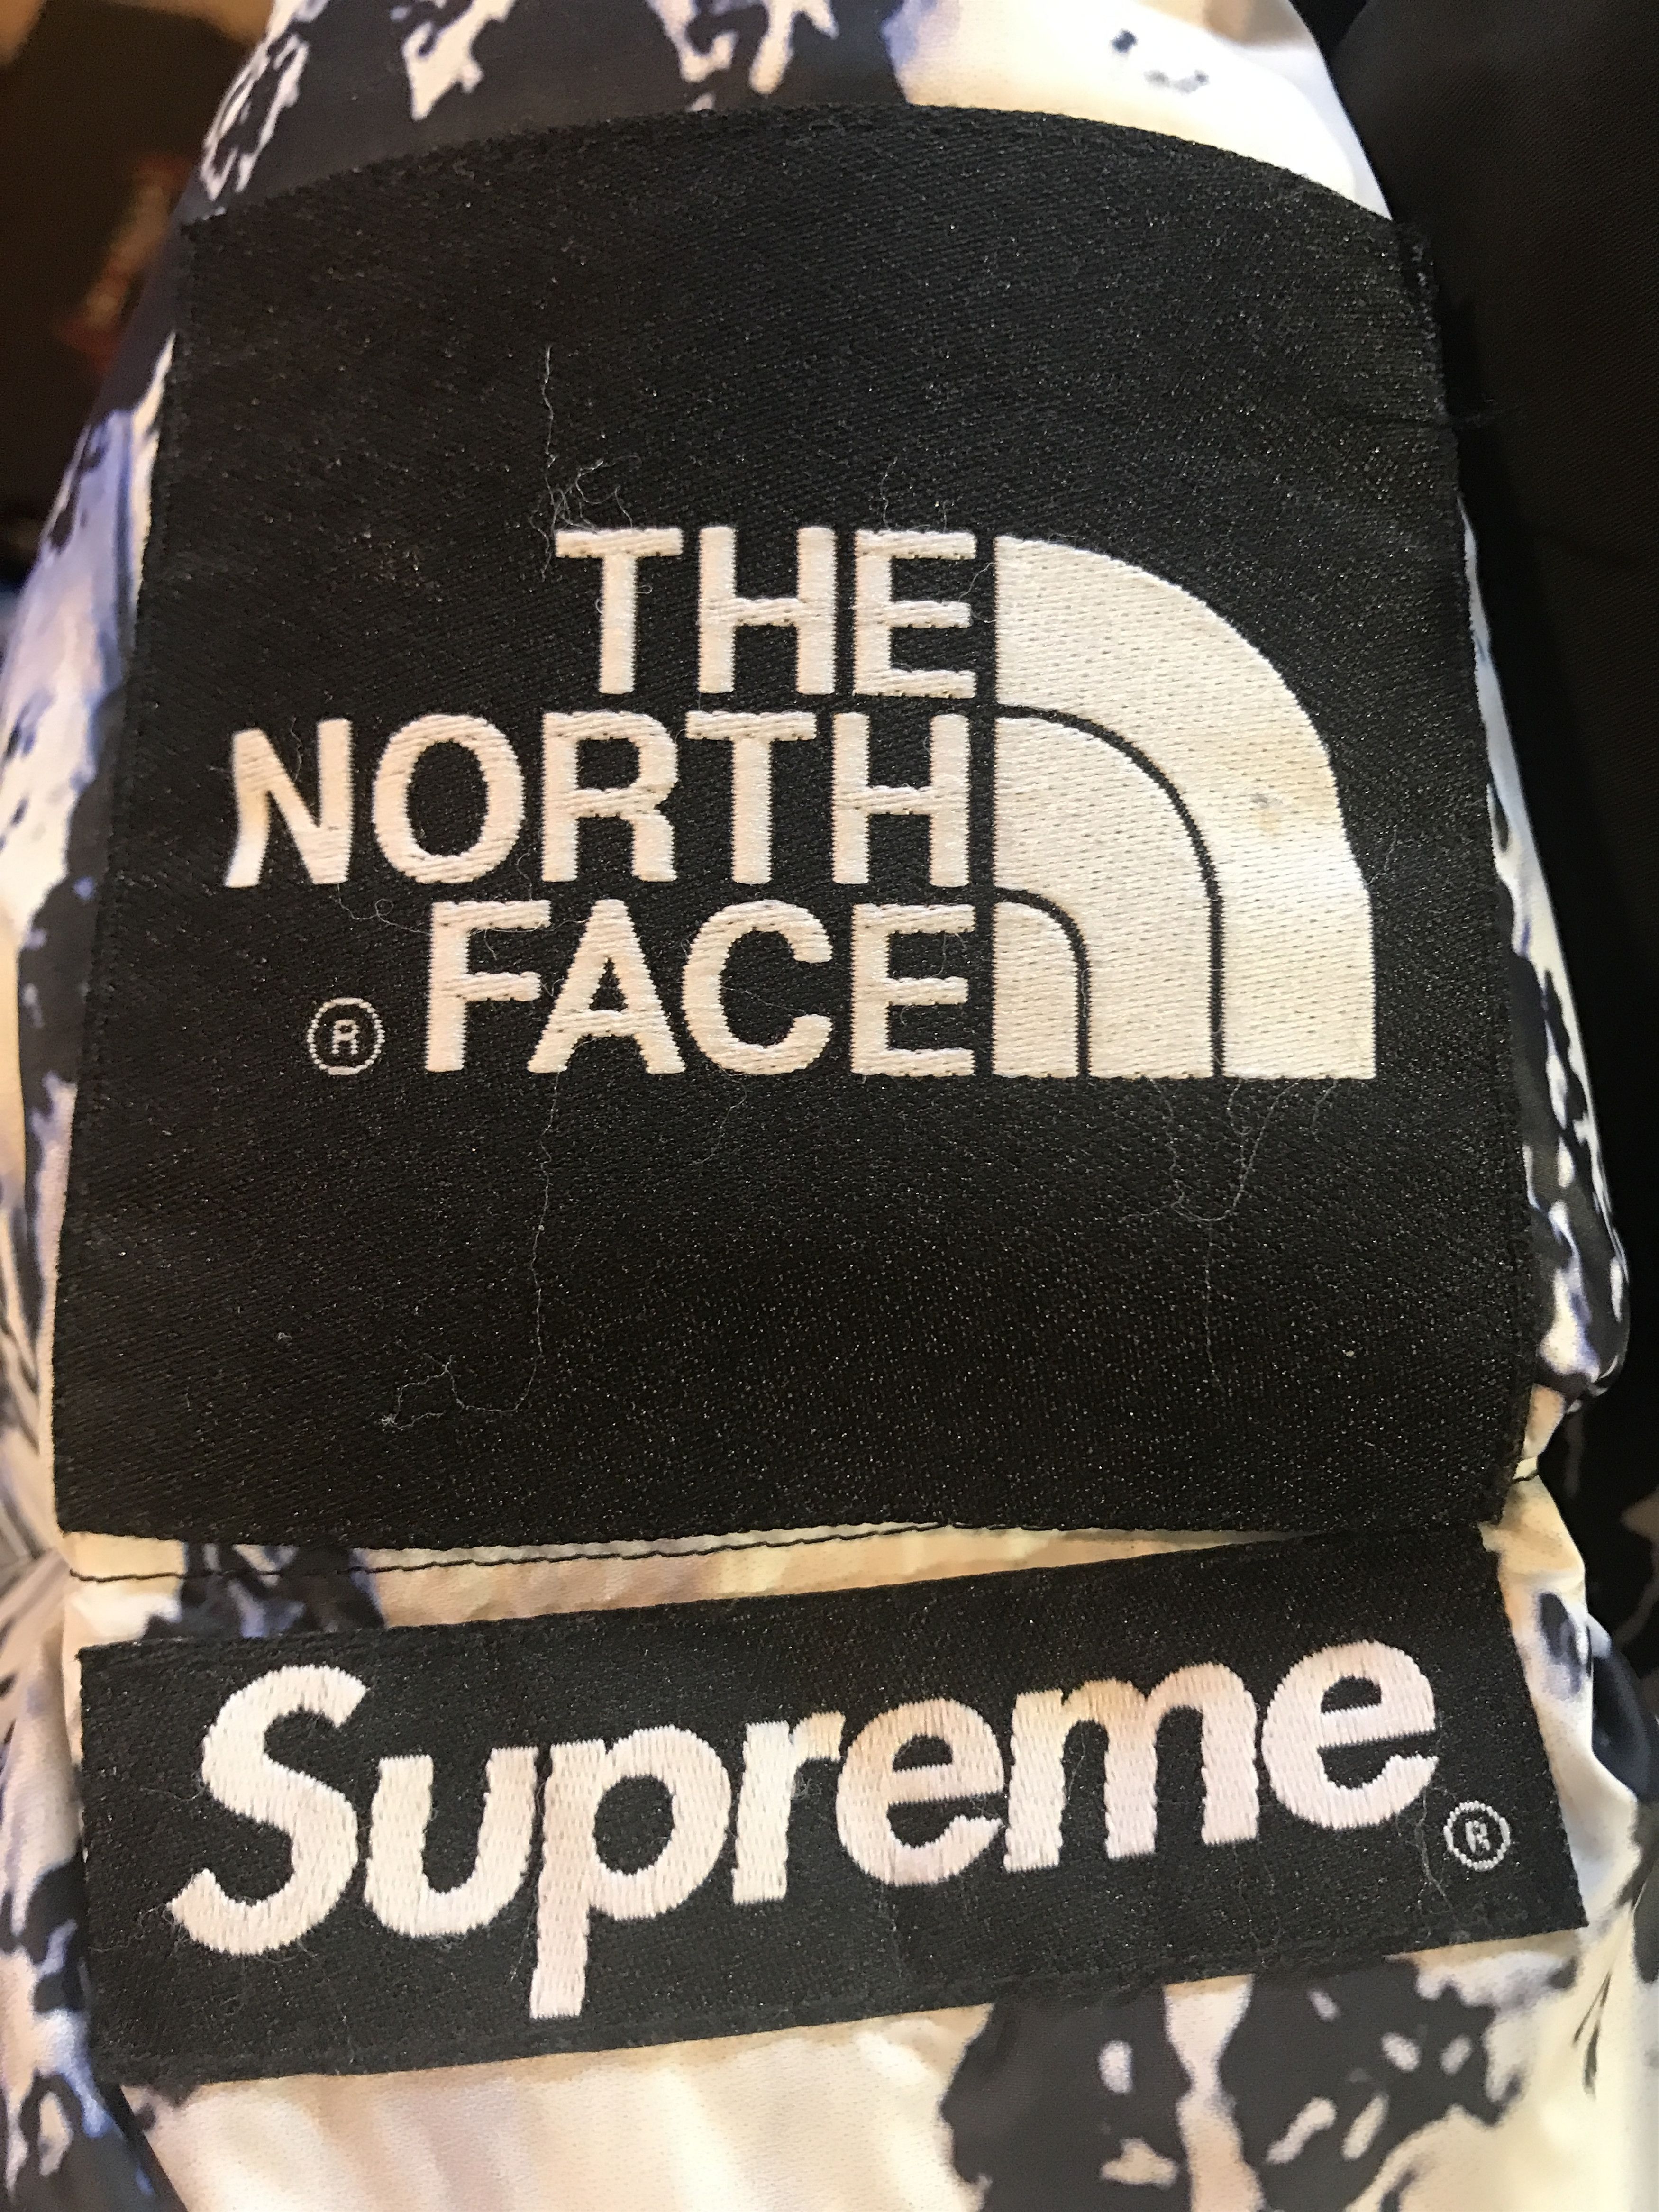 THE
NORTH
® FACE
Supreme®